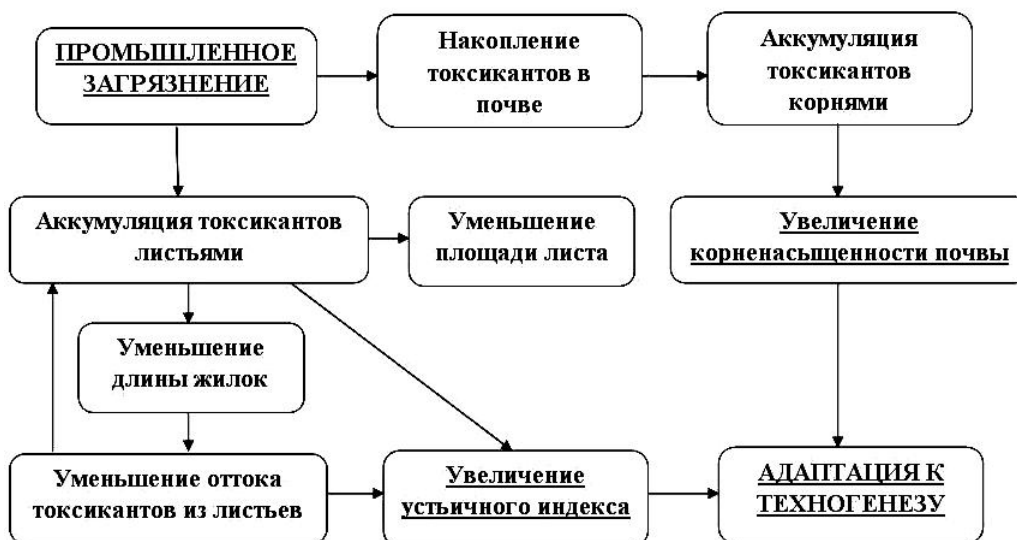 ПРОМЫШЛЕННОЕ
ЗАГРЯЗНЕНИЕ
Накопление
токсикантов в
почве
Аккумуляция
токсикантов
корнями
Аккумуляция токсикантов
листьями
Уменьшение
площади листа
Увеличение
корненасыщенности почвы
Уменьшение
длины жилок
Уменьшение оттока
токсикантов из листьев
Увеличение
устьичного индекса
АДАПТАЦИЯ К
ТЕХНОГЕНЕЗУ